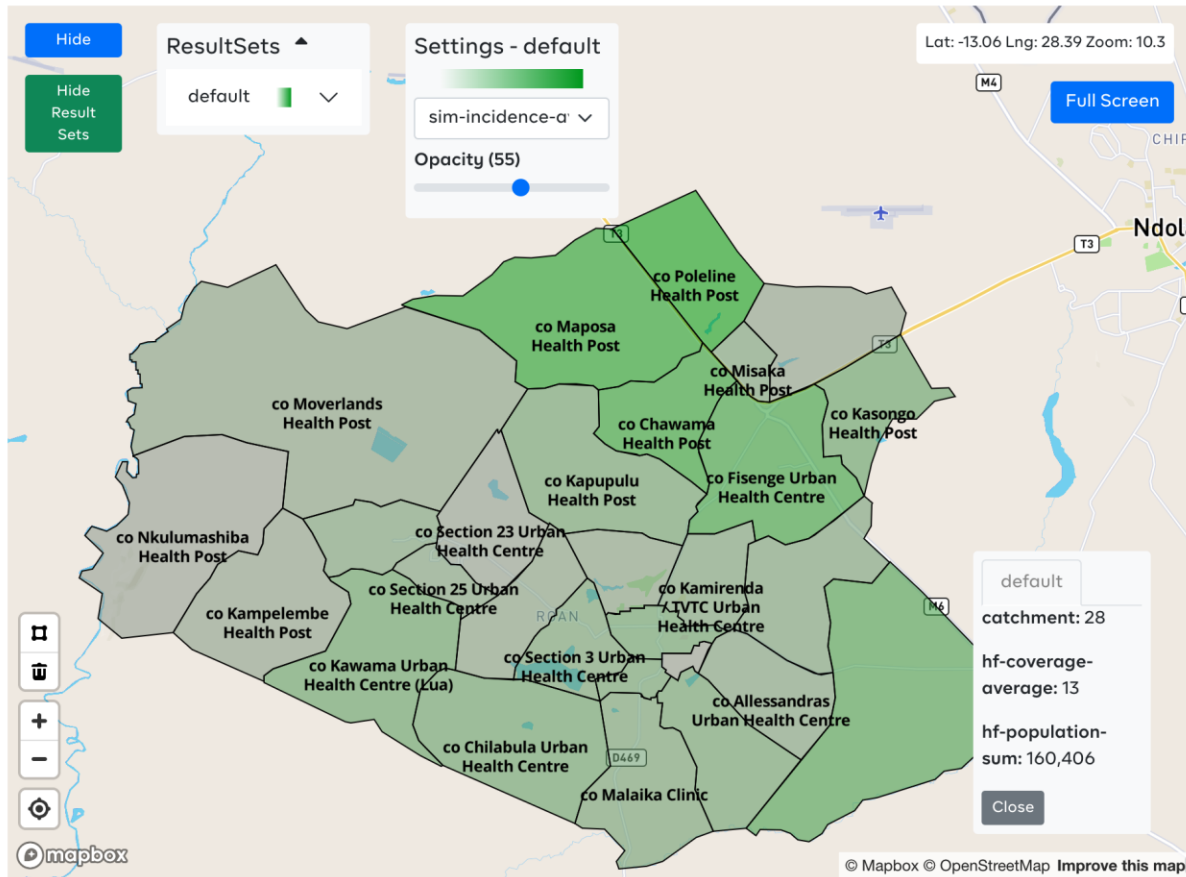 Hide
Hide
Result
Sets
ResultSets
default
Settings - default
sim-incidence-a
Opacity (55)
Lat: -13.06 Lng: 28.39 Zoom: 10.3
Full Screen
M4
CHIF
T3
T3
Ndola
T3
co Poleline
Health Post
co Maposa
Health Post
co Misaka
Health Post
co Moverlands
Health Post
co Chawama
Health Post
co Kasongo
Health Post
co Kapupulu
Health Post
co Fisenge Urban
Health Centre
co Nkulumashiba
Health Post
co Section 23 Urban
Health Centre
co Section 25 Urban
Health Centre
co Kamirenda
/ TVTC Urban
Health Centre
co Kampelembe
Health Post
ROAN
M6
co Kawama Urban
Health Centre (Lua)
co Section 3 Urban
Health Centre
co Allessandras
Urban Health Centre
co Chilabula Urban
Health Centre
D469
co Malaika Clinic
default
catchment: 28
hf-coverage-
average: 13
hf-population-
sum: 160,406
Close
+
−
mapbox
© Mapbox © OpenStreetMap Improve this map